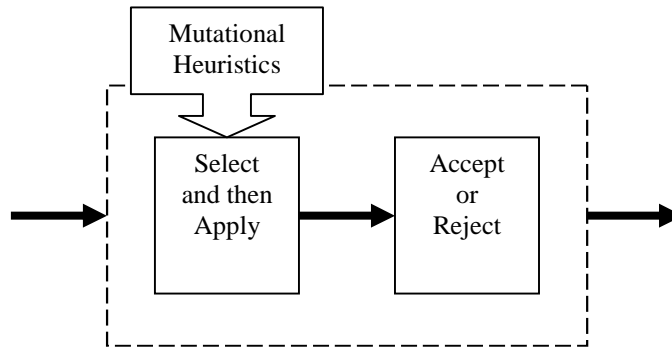 Mutational
Heuristics
Select
and then
Apply
Accept
or
Reject